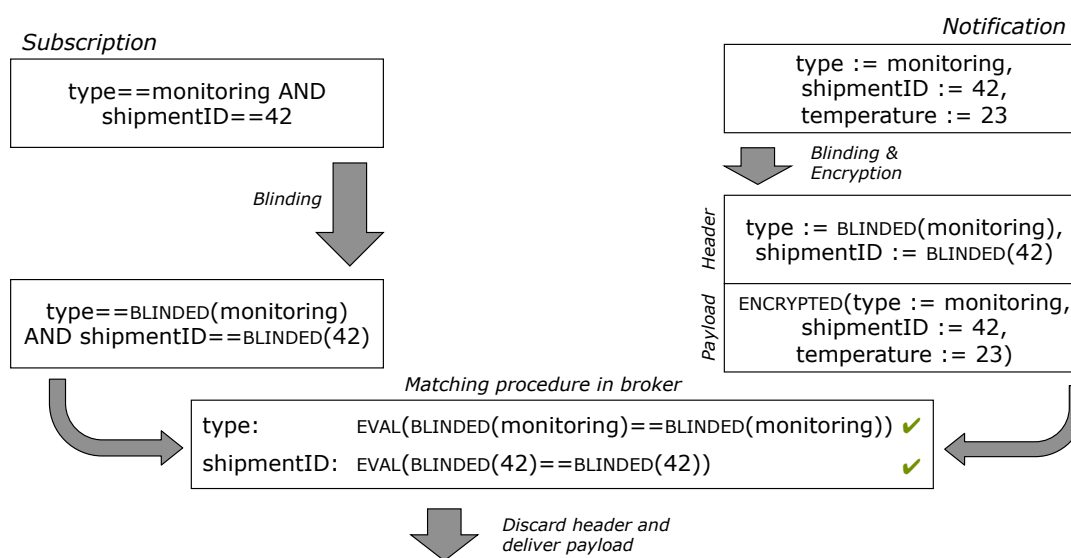 Subscription
type==monitoring AND
shipmentID==42
Blinding
type==BLINDED(monitoring)
AND shipmentID==BLINDED(42)
Notification
type := monitoring,
shipmentID := 42,
temperature := 23
Blinding &
Encryption
Header
type := BLINDED(monitoring),
shipmentID := BLINDED(42)
Payload
ENCRYPTED(type := monitoring,
shipmentID := 42,
temperature := 23)
Matching procedure in broker
type: EVAL(BLINDED(monitoring)==BLINDED(monitoring)) ✔
shipmentID: EVAL(BLINDED(42)==BLINDED(42)) ✔
Discard header and
deliver payload